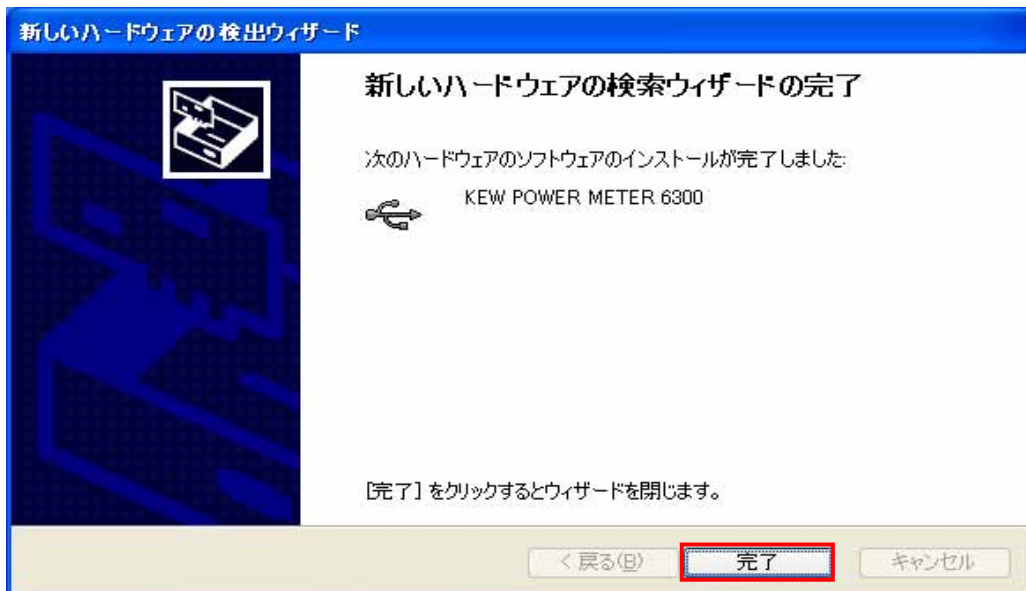 新しいハードウェアの検出ウィザード
新しいハードウェアの検索ウィザードの完了
次のハードウェアのソフトウェアのインストールが完了しました:
KEW POWER METER 6300
[完了] をクリックするとウィザードを閉じます。
< 戻る(B) 完了 キャンセル